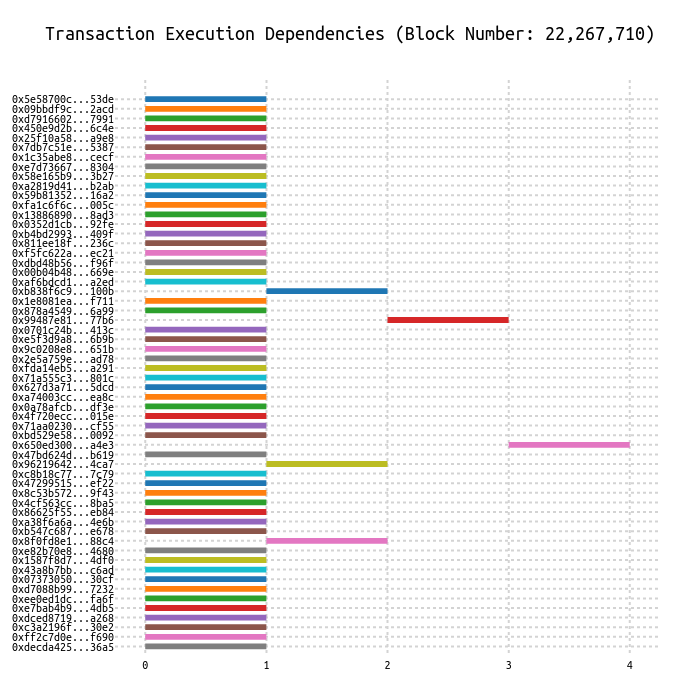 Transaction Execution Dependencies (Block Number: 22,267,710)
0x5e58700c...53de
0x09bbdf9c...2acd
0xd7916602...7991
0x450e9d2b...6c4e
0x25f10a58...a9e8
0x7db7c51e...5387
0x1c35abe8...cecf
0xe7d73667...8304
0x58e165b9...3b27
0xa2819d41...b2ab
0x59b81352...16a2
0xfa1c6f6c...005c
0x13886890...8ad3
0x0352d1cb...92fe
0xb4bd2993...409f
0x811ee18f...236c
0xf5fc622a...ec21
0xdbd48b56...f96f
0x00b04b48...669e
0xaf6bdcd1...a2ed
0xb838f6c9...100b
0x1e8081ea...f711
0x878a4549...6a99
0x99487e81...77b6
0x0701c24b...413c
0xe5f3d9a8...6b9b
0x9c0208e8...651b
0x2e5a759e...ad78
0xfda14eb5...a291
0x71a555c3...801c
0x627d3a71...5dcd
0xa74003cc...ea8c
0x0a78afcb...df3e
0x4f720ecc...015e
0x71aa0230...cf55
0xbd529e58...0092
0x650ed300...a4e3
0x47bd624d...b619
0x96219642...4ca7
0xc8b18c77...7c79
0x47299515...ef22
0x8c53b572...9f43
0x4cf563cc...8ba5
0x86625f55...eb84
0xa38f6a6a...4e6b
0xb547c687...e678
0x8f0fd8e1...88c4
0xe82b70e8...4680
0x1587f8d7...4df0
0x43a8b7bb...c6ad
0x07373050...30cf
0xd7088b99...7232
0xee0ed1dc...fa6f
0xe7bab4b9...4db5
0xdced8719...a268
0xc3a2196f...30e2
0xff2c7d0e...f690
0xdecda425...36a5
0 1 2 3 4